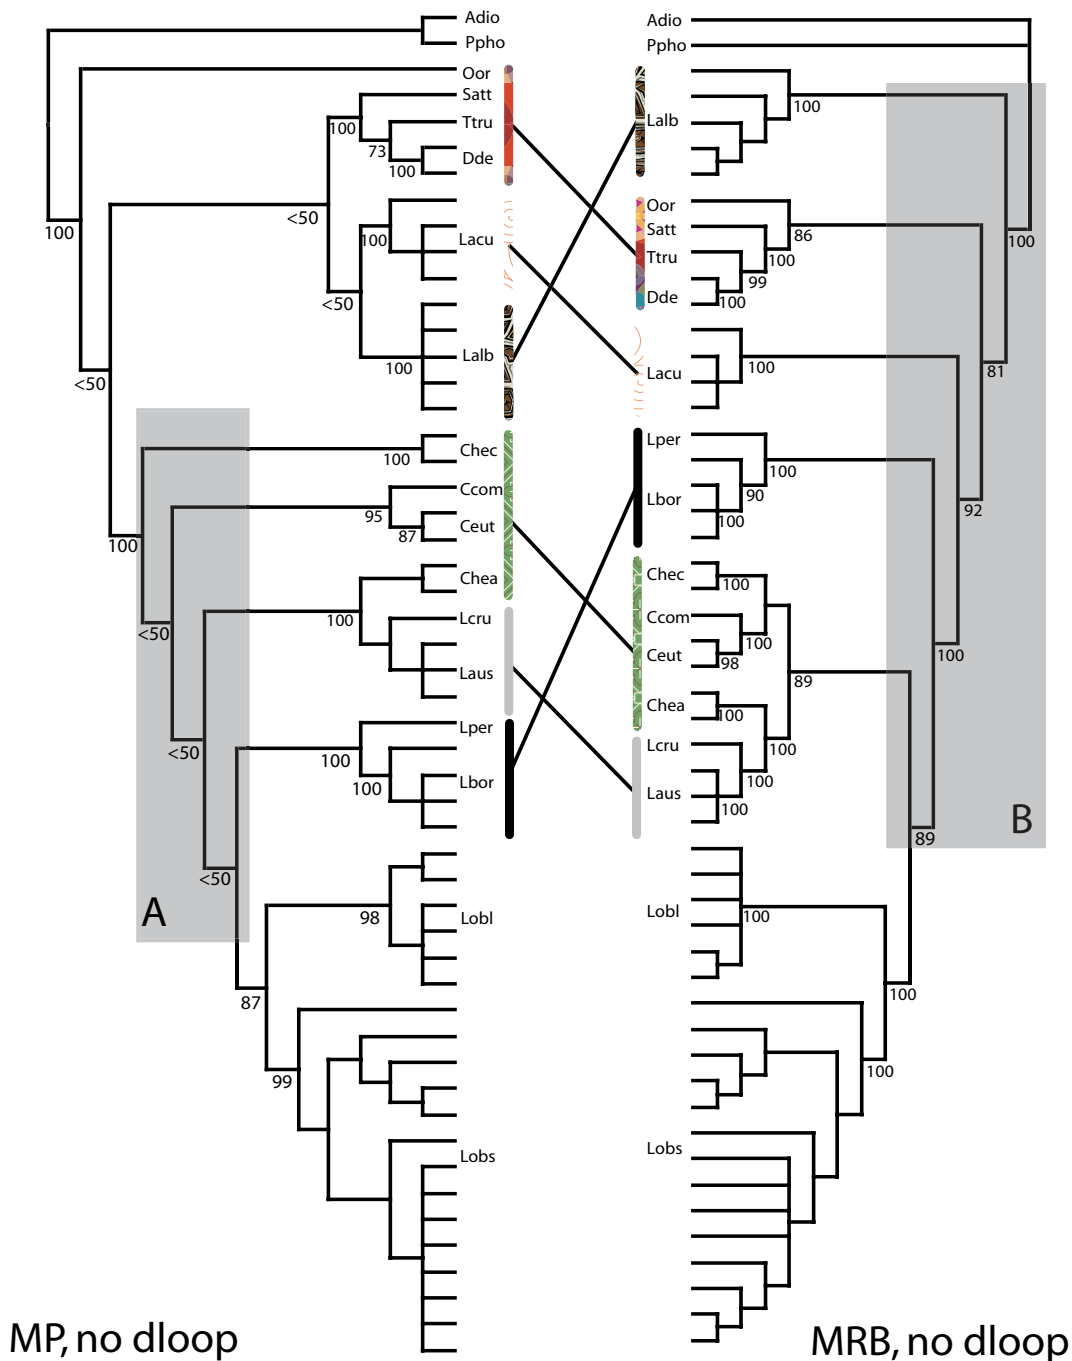 Adio
Ppho
Oor
Satt
Ttru
Dde
Lacu
Lalb
Chec
Ccom
Ceut
Chea
Lcru
Laus
Lper
Lbor
Lobl
Lobs
100
73
100
<50
100
<50
100
100
<50
100
95
87
100
<50
100
<50
100
100
<50
98
87
99
A
MP, no dloop
Adio
Ppho
Lalb
Oor
Satt
Ttru
Dde
Lacu
Lper
Lbor
Chec
Ccom
Ceut
Chea
Lcru
Laus
Lobl
Lobs
100
86
100
99
100
100
100
81
100
90
100
92
100
100
98
100
89
100
100
100
100
89
B
100
100
100
MRB, no dloop